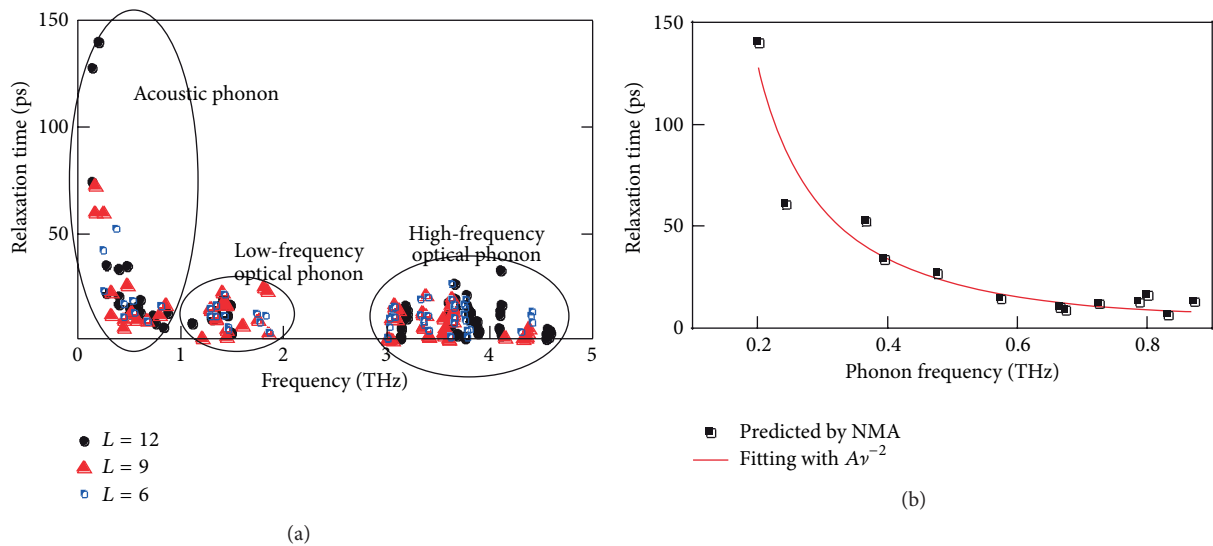 150
100
50
0
Relaxation time (ps)
Acoustic phonon
Low-frequency
optical phonon
High-frequency
optical phonon
0
1
2
3
4
5
Frequency (THz)
L = 12
L = 9
L = 6
(a)
150
100
50
0
Relaxation time (ps)
0.2
0.4
0.6
0.8
Phonon frequency (THz)
Predicted by NMA
Fitting with Aν⁻²
(b)